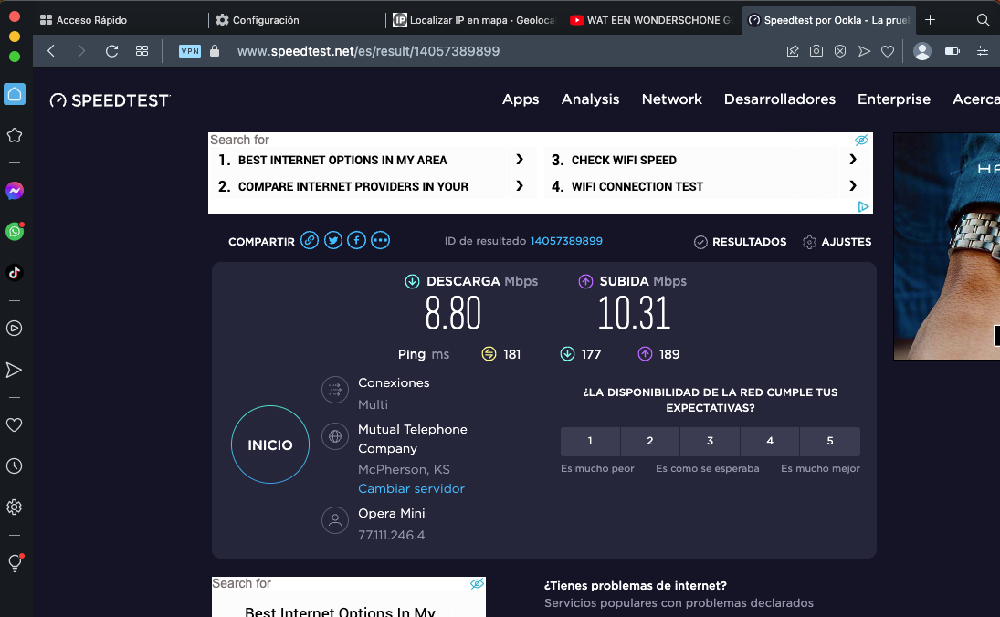 Acceso Rápido
Configuración
IP Localizar IP en mapa · Geoloca
WAT EEN WONDERSCHONE G
Speedtest por Ookla - La prue
VPN
www.speedtest.net/es/result/14057389899
SPEEDTEST
Apps
Analysis
Network
Desarrolladores
Enterprise
Acerca
Search for
1. BEST INTERNET OPTIONS IN MY AREA
2. COMPARE INTERNET PROVIDERS IN YOUR
3. CHECK WIFI SPEED
4. WIFI CONNECTION TEST
HA
COMPARTIR
ID de resultado 14057389899
RESULTADOS
AJUSTES
DESCARGA Mbps
8.80
SUBIDA Mbps
10.31
Ping ms
181
177
189
INICIO
Conexiones
Multi
Mutual Telephone
Company
McPherson, KS
Cambiar servidor
Opera Mini
77.111.246.4
¿LA DISPONIBILIDAD DE LA RED CUMPLE TUS
EXPECTATIVAS?
1
2
3
4
5
Es mucho peor
Es como se esperaba
Es mucho mejor
Search for
Best Internet Options In My
¿Tienes problemas de internet?
Servicios populares con problemas declarados